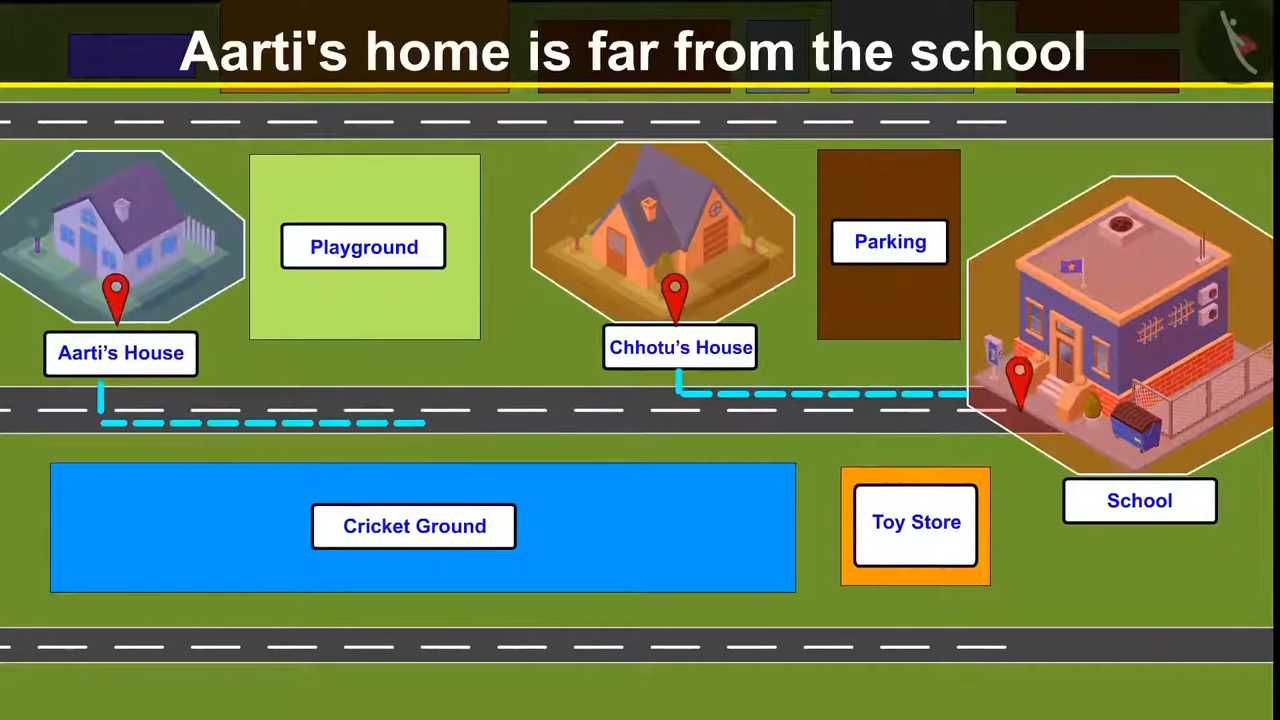 Aarti's home is far from the school
Playground
Parking
Aarti’s House
Chhotu’s House
Cricket Ground
Toy Store
School